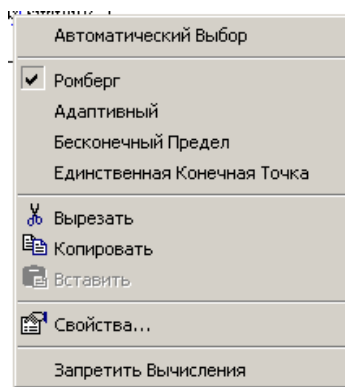 Автоматический Выбор
Ромберг
Адаптивный
Бесконечный Предел
Единственная Конечная Точка
Вырезать
Копировать
Вставить
Свойства...
Запретить Вычисления